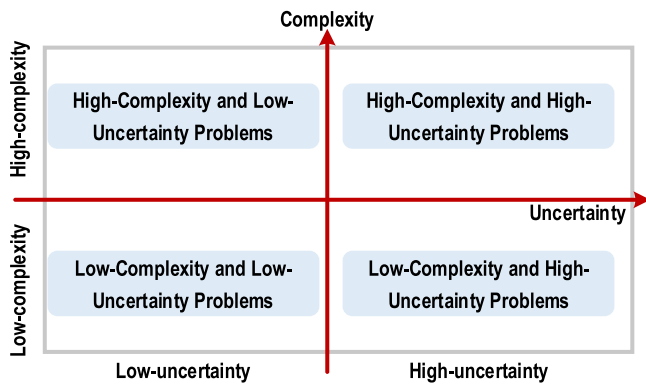 Complexity
High-complexity
High-Complexity and Low-
Uncertainty Problems
High-Complexity and High-
Uncertainty Problems
Uncertainty
Low-complexity
Low-Complexity and Low-
Uncertainty Problems
Low-Complexity and High-
Uncertainty Problems
Low-uncertainty
High-uncertainty